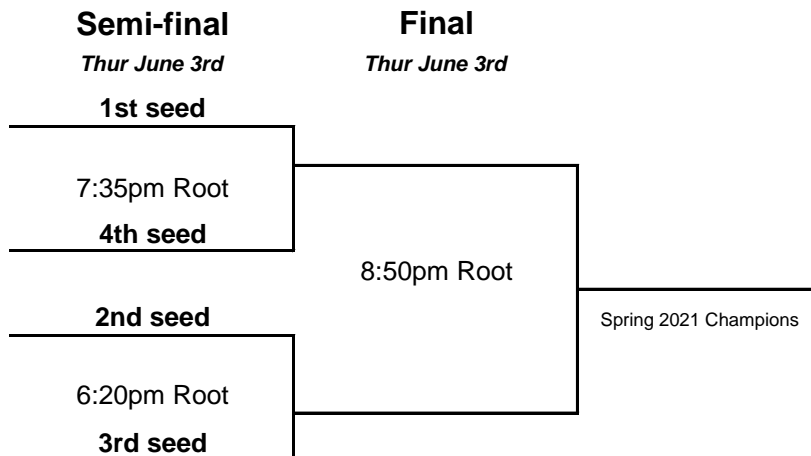 Semi-final Final
Thur June 3rd Thur June 3rd
1st seed
7:35pm Root
4th seed
8:50pm Root
2nd seed
Spring 2021 Champions
6:20pm Root
3rd seed